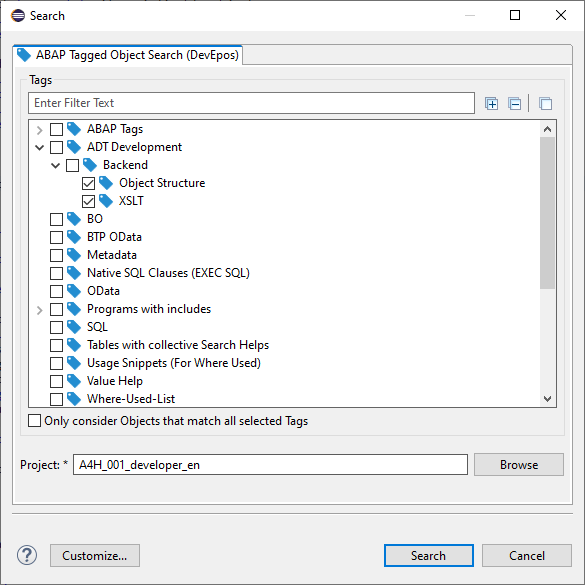 Search
ABAP Tagged Object Search (DevEpos)
Tags
Enter Filter Text
ABAP Tags
ADT Development
Backend
Object Structure
XSLT
BO
BTP OData
Metadata
Native SQL Clauses (EXEC SQL)
OData
Programs with includes
SQL
Tables with collective Search Helps
Usage Snippets (For Where Used)
Value Help
Where-Used-List
Only consider Objects that match all selected Tags
Project: * A4H_001_developer_en Browse
? Customize... Search Cancel